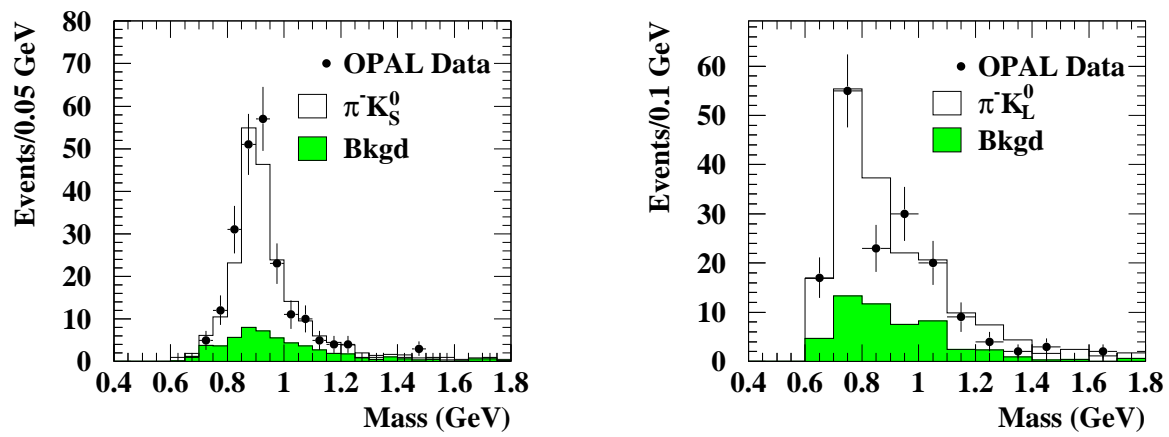 Events/0.05 GeV
80
70
60
50
40
30
20
10
0
OPAL Data
π⁻K⁰_S
Bkgd
0.4 0.6 0.8 1 1.2 1.4 1.6 1.8
Mass (GeV)
Events/0.1 GeV
60
50
40
30
20
10
0
OPAL Data
π⁻K⁰_L
Bkgd
0.4 0.6 0.8 1 1.2 1.4 1.6 1.8
Mass (GeV)